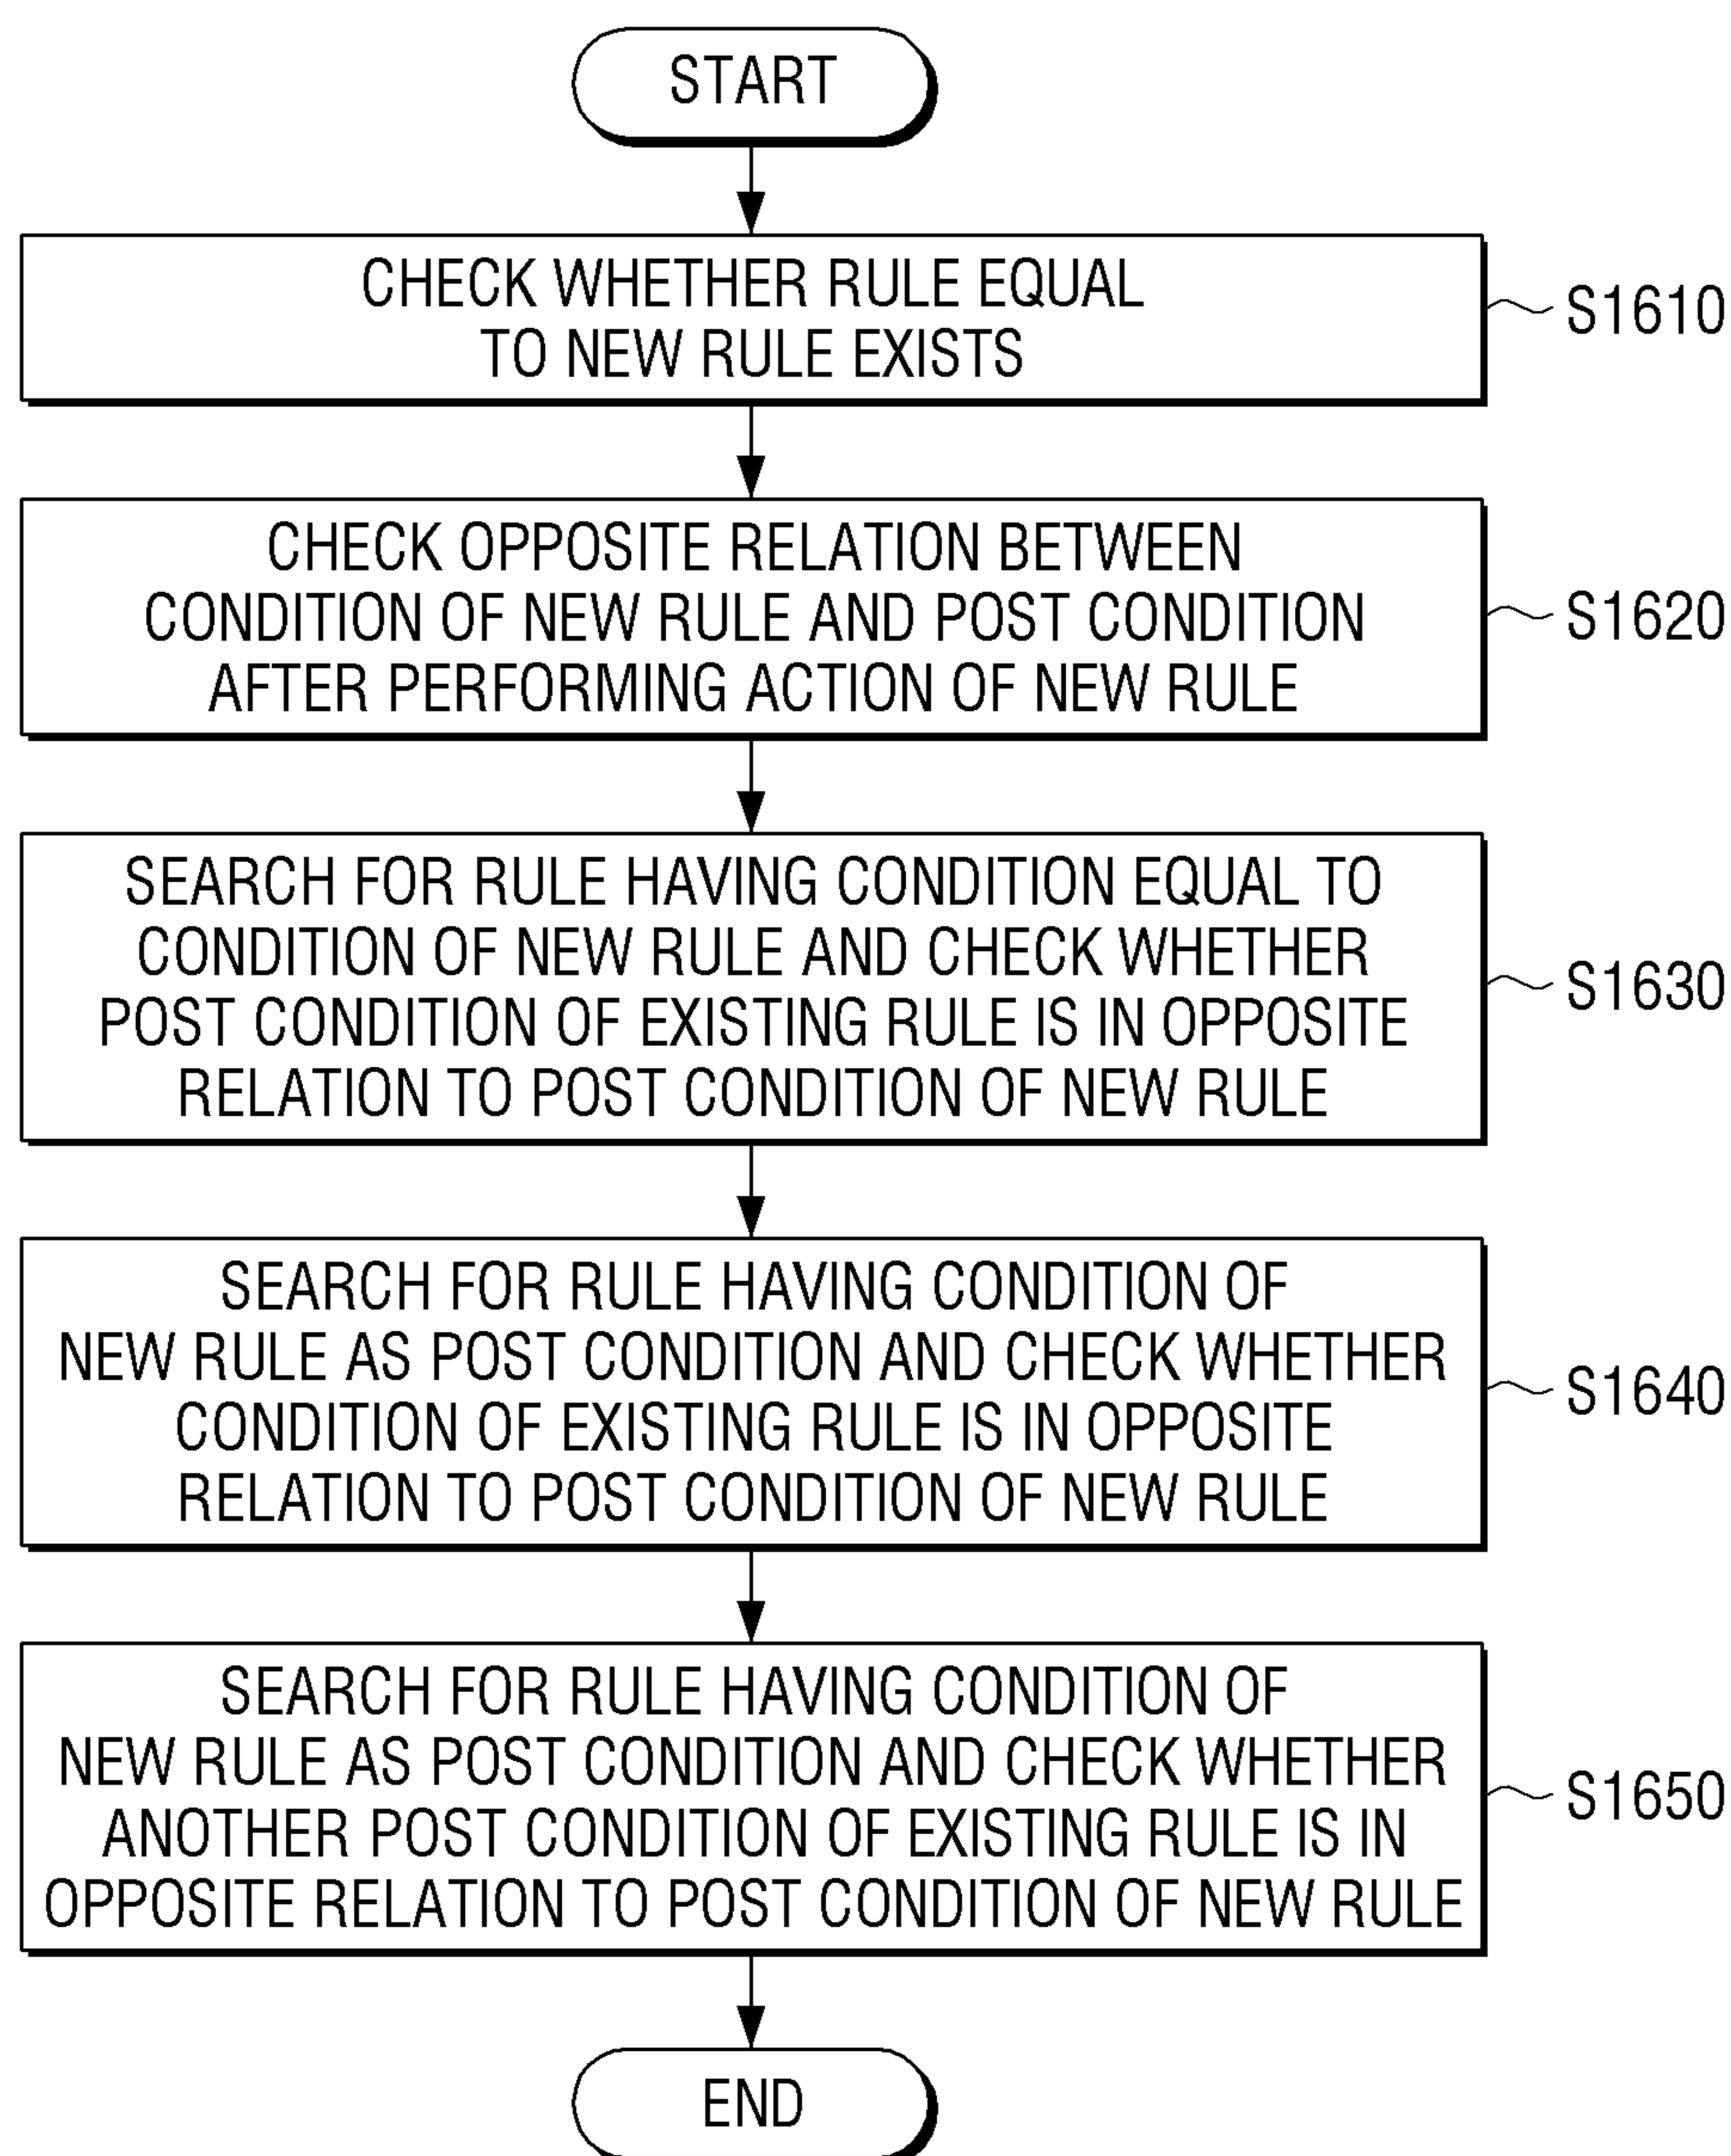 START
CHECK WHETHER RULE EQUAL
TO NEW RULE EXISTS
S1610
CHECK OPPOSITE RELATION BETWEEN
CONDITION OF NEW RULE AND POST CONDITION
AFTER PERFORMING ACTION OF NEW RULE
S1620
SEARCH FOR RULE HAVING CONDITION EQUAL TO
CONDITION OF NEW RULE AND CHECK WHETHER
POST CONDITION OF EXISTING RULE IS IN OPPOSITE
RELATION TO POST CONDITION OF NEW RULE
S1630
SEARCH FOR RULE HAVING CONDITION OF
NEW RULE AS POST CONDITION AND CHECK WHETHER
CONDITION OF EXISTING RULE IS IN OPPOSITE
RELATION TO POST CONDITION OF NEW RULE
S1640
SEARCH FOR RULE HAVING CONDITION OF
NEW RULE AS POST CONDITION AND CHECK WHETHER
ANOTHER POST CONDITION OF EXISTING RULE IS IN
OPPOSITE RELATION TO POST CONDITION OF NEW RULE
S1650
END